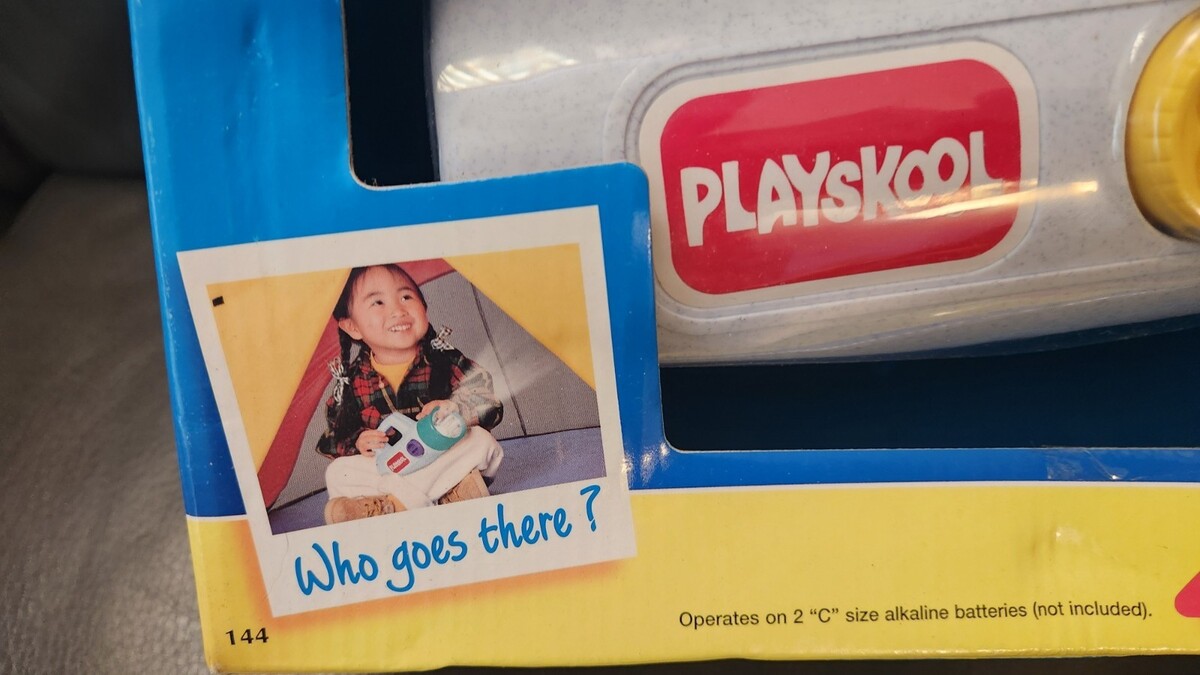 PLAYSKOOL
Who goes there?
144
Operates on 2 “C” size alkaline batteries (not included).